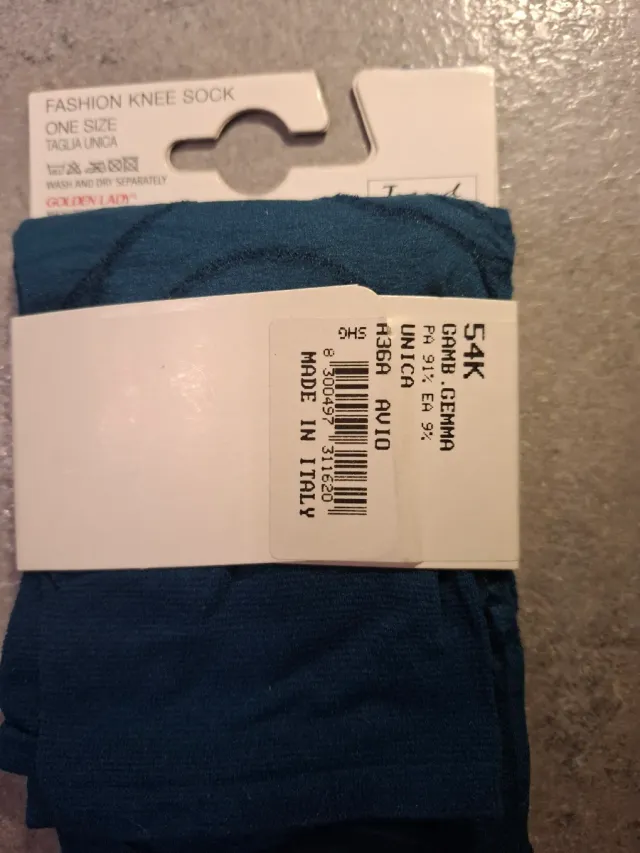 FASHION KNEE SOCK
ONE SIZE
TAGLIA UNICA
WASH AND DRY SEPARATELY
GOLDEN LADY
54K
GAMB.GEMMA
PA 91% EA 9%
UNICA
A36A AVIO
SHG
8 300497 311620
MADE IN ITALY